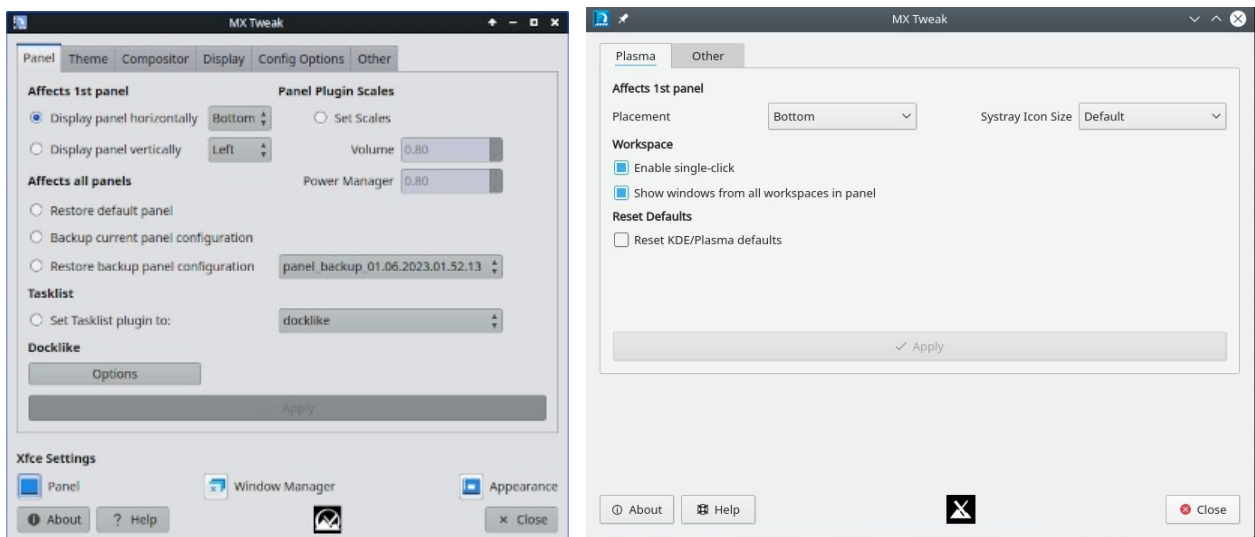 MX Tweak
Panel Theme Compositor Display Config Options Other
Affects 1st panel Panel Plugin Scales
Display panel horizontally Bottom Set Scales
Display panel vertically Left Volume 0.80
Affects all panels Power Manager 0.80
Restore default panel
Backup current panel configuration
Restore backup panel configuration panel_backup_01.06.2023.01.52.13
Tasklist
Set Tasklist plugin to: docklike
Docklike
Options
Apply
Xfce Settings
Panel Window Manager Appearance
About ? Help Close
MX Tweak
Plasma Other
Affects 1st panel
Placement Bottom Systray Icon Size Default
Workspace
Enable single-click
Show windows from all workspaces in panel
Reset Defaults
Reset KDE/Plasma defaults
Apply
About Help Close